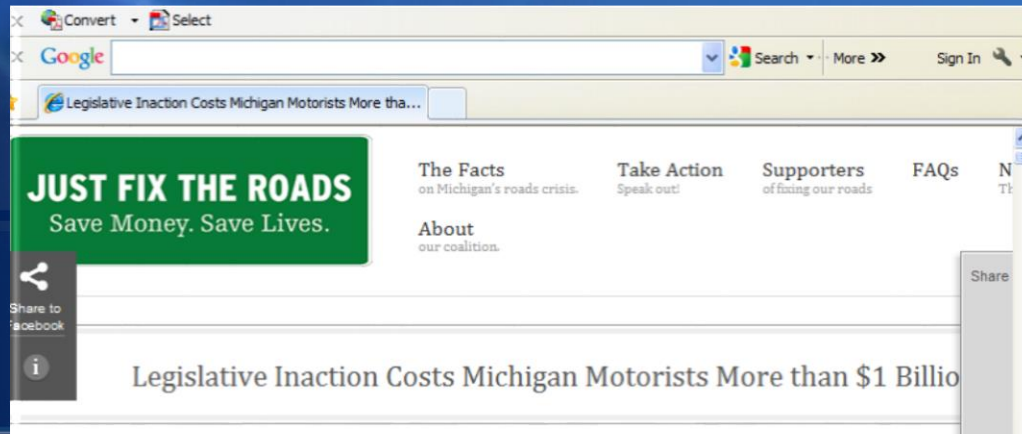 Convert Select
Google Search More >> Sign In
Legislative Inaction Costs Michigan Motorists More tha...
JUST FIX THE ROADS
Save Money. Save Lives.
The Facts
on Michigan's roads crisis.
Take Action
Speak out!
Supporters
of fixing our roads
FAQs
N
Th
About
our coalition.
Share to
Facebook
i
Share
Legislative Inaction Costs Michigan Motorists More than $1 Billio